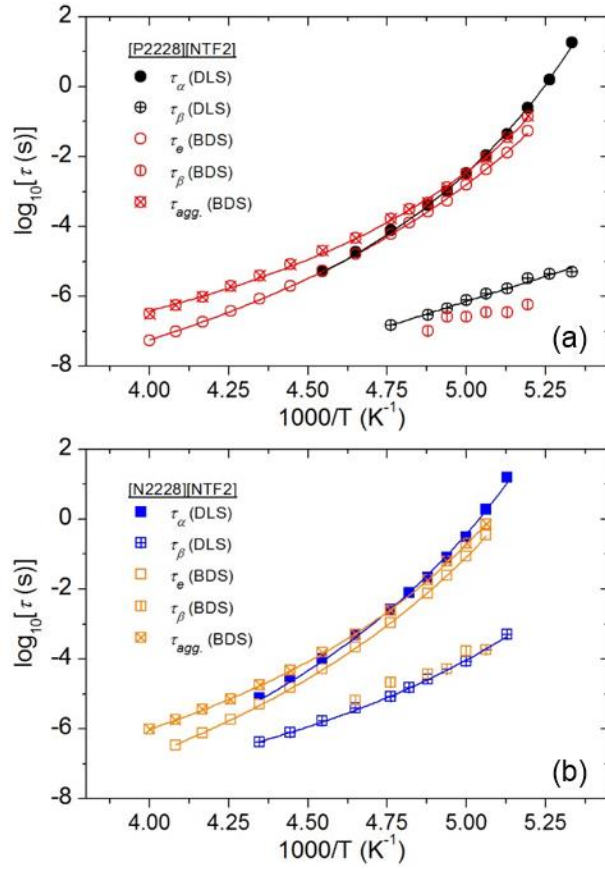 [P2228][NTF2]
τα (DLS)
τβ (DLS)
τe (BDS)
τβ (BDS)
τagg. (BDS)
log10[τ (s)]
2
0
-2
-4
-6
-8
(a)
4.00 4.25 4.50 4.75 5.00 5.25
1000/T (K-1)
[N2228][NTF2]
τα (DLS)
τβ (DLS)
τe (BDS)
τβ (BDS)
τagg. (BDS)
log10[τ (s)]
2
0
-2
-4
-6
-8
(b)
4.00 4.25 4.50 4.75 5.00 5.25
1000/T (K-1)